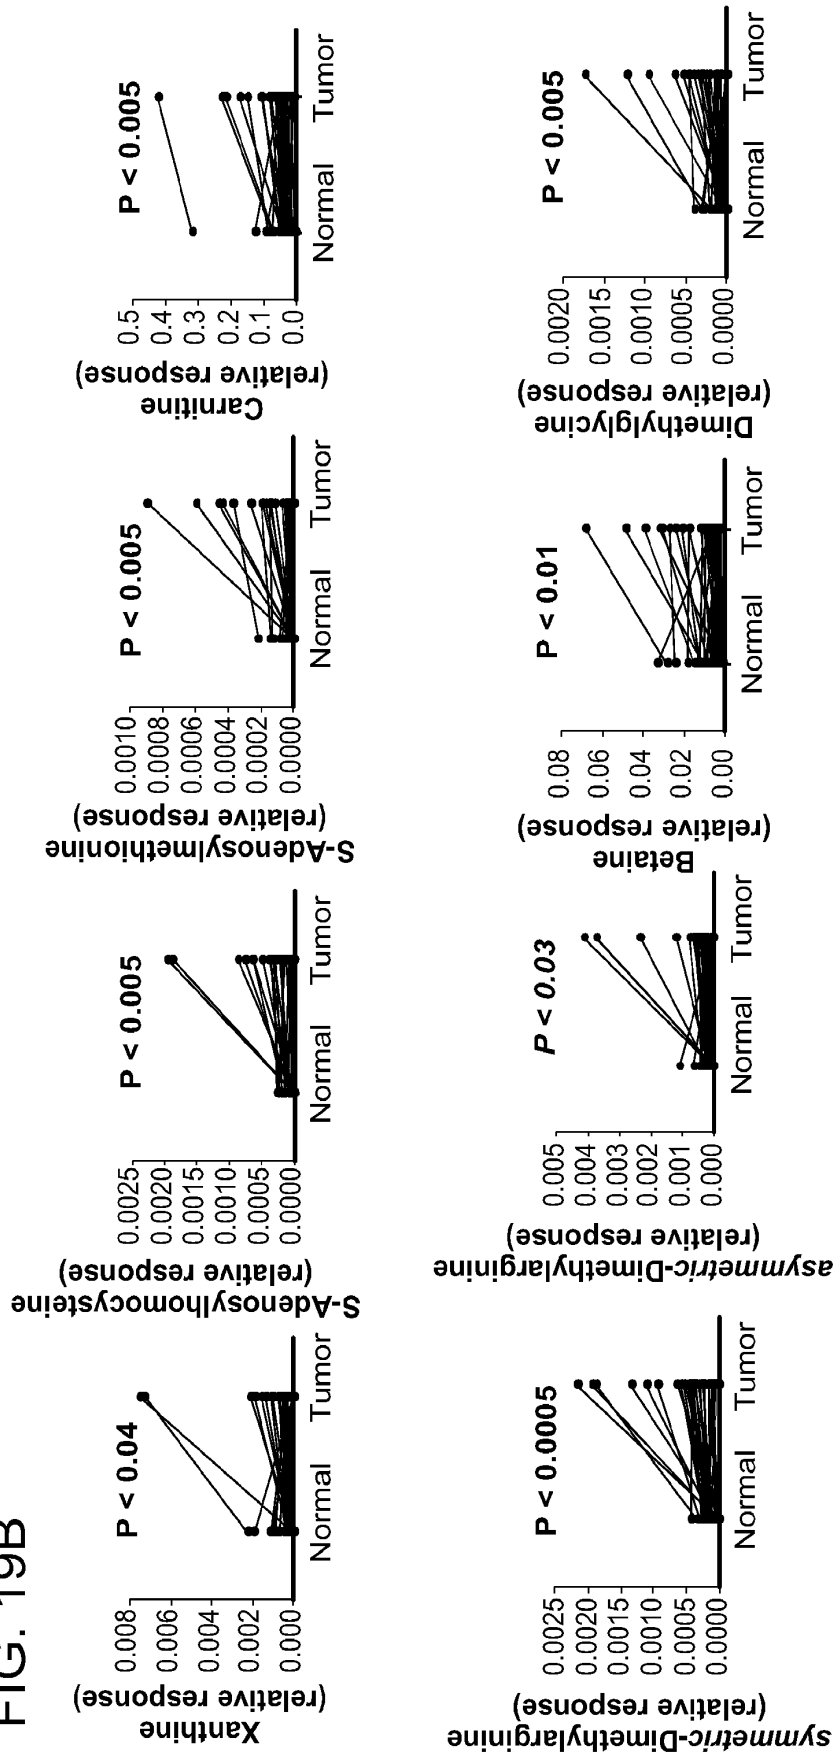 FIG. 19B
Xanthine
(relative response)
0.008
0.006
0.004
0.002
0.000
P < 0.04
Normal Tumor
S-Adenosylhomocysteine
(relative response)
0.0025
0.0020
0.0015
0.0010
0.0005
0.0000
P < 0.005
Normal Tumor
S-Adenosylmethionine
(relative response)
0.0010
0.0008
0.0006
0.0004
0.0002
0.0000
P < 0.005
Normal Tumor
Carnitine
(relative response)
0.5
0.4
0.3
0.2
0.1
0.0
P < 0.005
Normal Tumor
symmetric-Dimethylarginine
(relative response)
0.0025
0.0020
0.0015
0.0010
0.0005
0.0000
P < 0.0005
Normal Tumor
asymmetric-Dimethylarginine
(relative response)
0.005
0.004
0.003
0.002
0.001
0.000
P < 0.03
Normal Tumor
Betaine
(relative response)
0.08
0.06
0.04
0.02
0.00
P < 0.01
Normal Tumor
Dimethylglycine
(relative response)
0.0020
0.0015
0.0010
0.0005
0.0000
P < 0.005
Normal Tumor